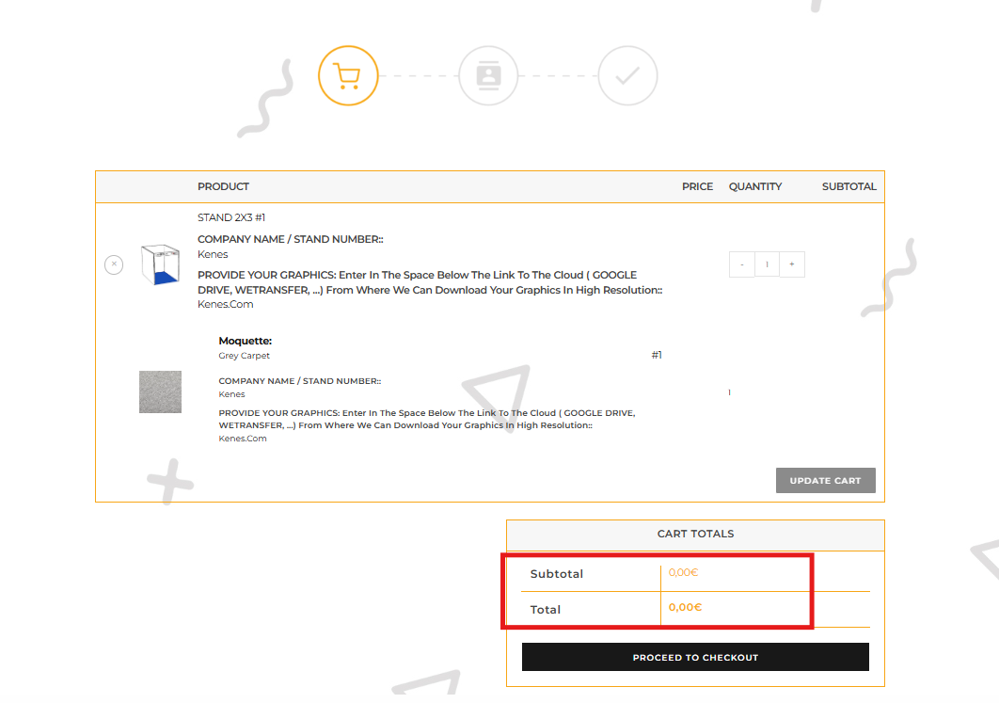 PRODUCT PRICE QUANTITY SUBTOTAL
STAND 2X3 #1
COMPANY NAME / STAND NUMBER::
Kenes
PROVIDE YOUR GRAPHICS: Enter In The Space Below The Link To The Cloud ( GOOGLE
DRIVE, WETRANSFER, ...) From Where We Can Download Your Graphics In High Resolution::
Kenes.Com
- 1 +
Moquette:
Grey Carpet
#1
COMPANY NAME / STAND NUMBER::
Kenes
1
PROVIDE YOUR GRAPHICS: Enter In The Space Below The Link To The Cloud ( GOOGLE DRIVE,
WETRANSFER, ...) From Where We Can Download Your Graphics In High Resolution::
Kenes.Com
UPDATE CART
CART TOTALS
Subtotal 0,00€
Total 0,00€
PROCEED TO CHECKOUT